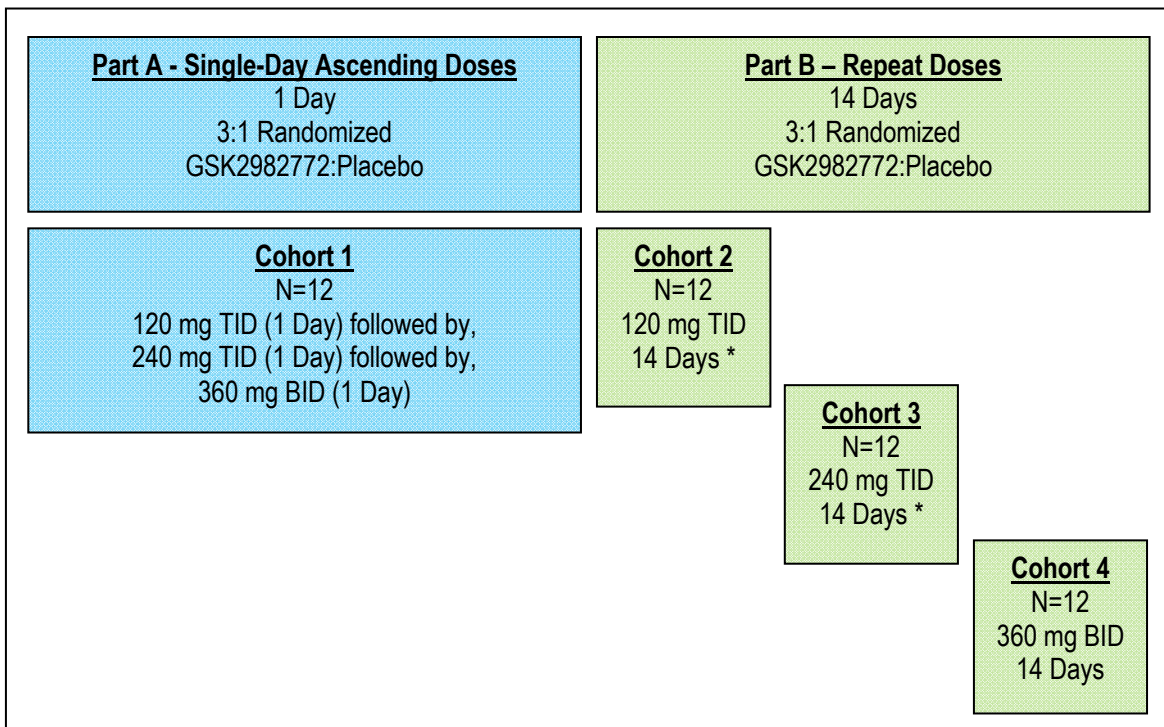 Part A - Single-Day Ascending Doses
1 Day
3:1 Randomized
GSK2982772:Placebo
Part B – Repeat Doses
14 Days
3:1 Randomized
GSK2982772:Placebo
Cohort 1
N=12
120 mg TID (1 Day) followed by,
240 mg TID (1 Day) followed by,
360 mg BID (1 Day)
Cohort 2
N=12
120 mg TID
14 Days *
Cohort 3
N=12
240 mg TID
14 Days *
Cohort 4
N=12
360 mg BID
14 Days